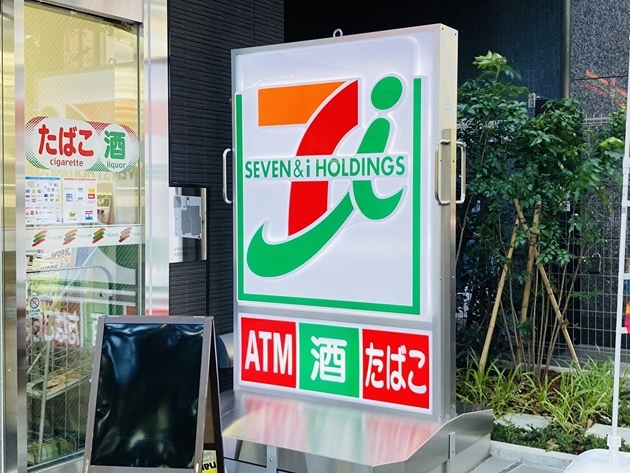 たばこ 酒
cigarette liquor
7i
SEVEN & i HOLDINGS
ATM 酒 たばこ